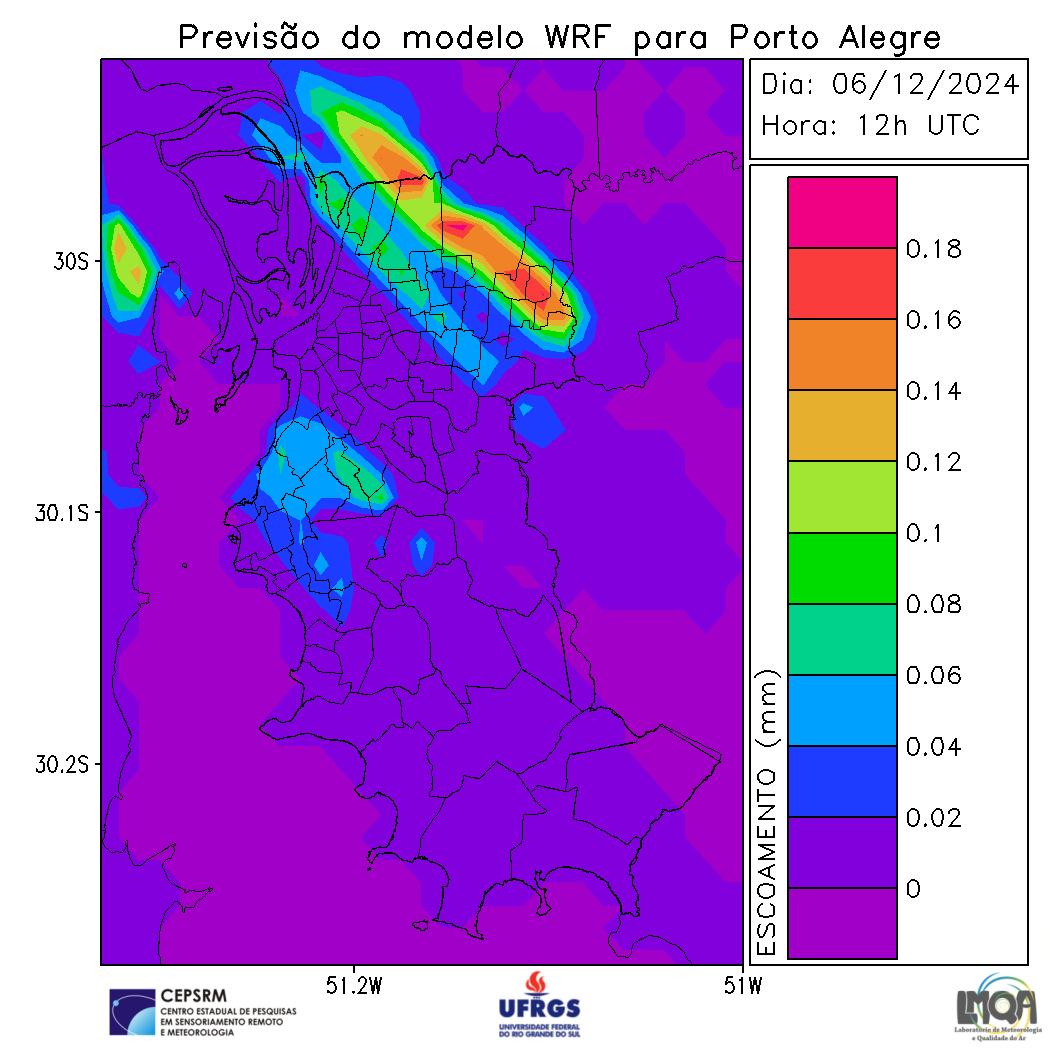 Previsão do modelo WRF para Porto Alegre
Dia: 06/12/2024
Hora: 12h UTC
30S
30.1S
30.2S
51.2W
51W
ESCOAMENTO (mm)
0.18
0.16
0.14
0.12
0.1
0.08
0.06
0.04
0.02
0
CEPSRM
CENTRO ESTADUAL DE PESQUISAS
EM SENSORIAMENTO REMOTO
E METEOROLOGIA
UFRGS
UNIVERSIDADE FEDERAL
DO RIO GRANDE DO SUL
LMQA
Laboratório de Meteorologia
e Qualidade do Ar